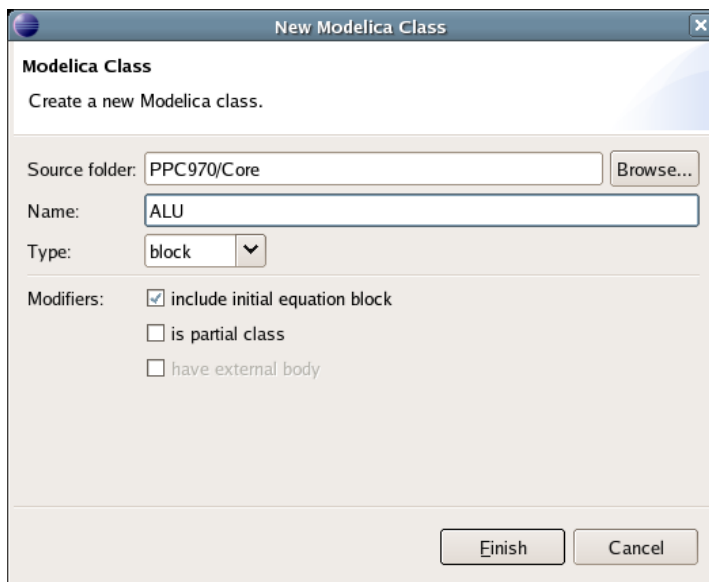 New Modelica Class
Modelica Class
Create a new Modelica class.
Source folder: PPC970/Core Browse...
Name: ALU
Type: block
Modifiers: include initial equation block
is partial class
have external body
Finish Cancel